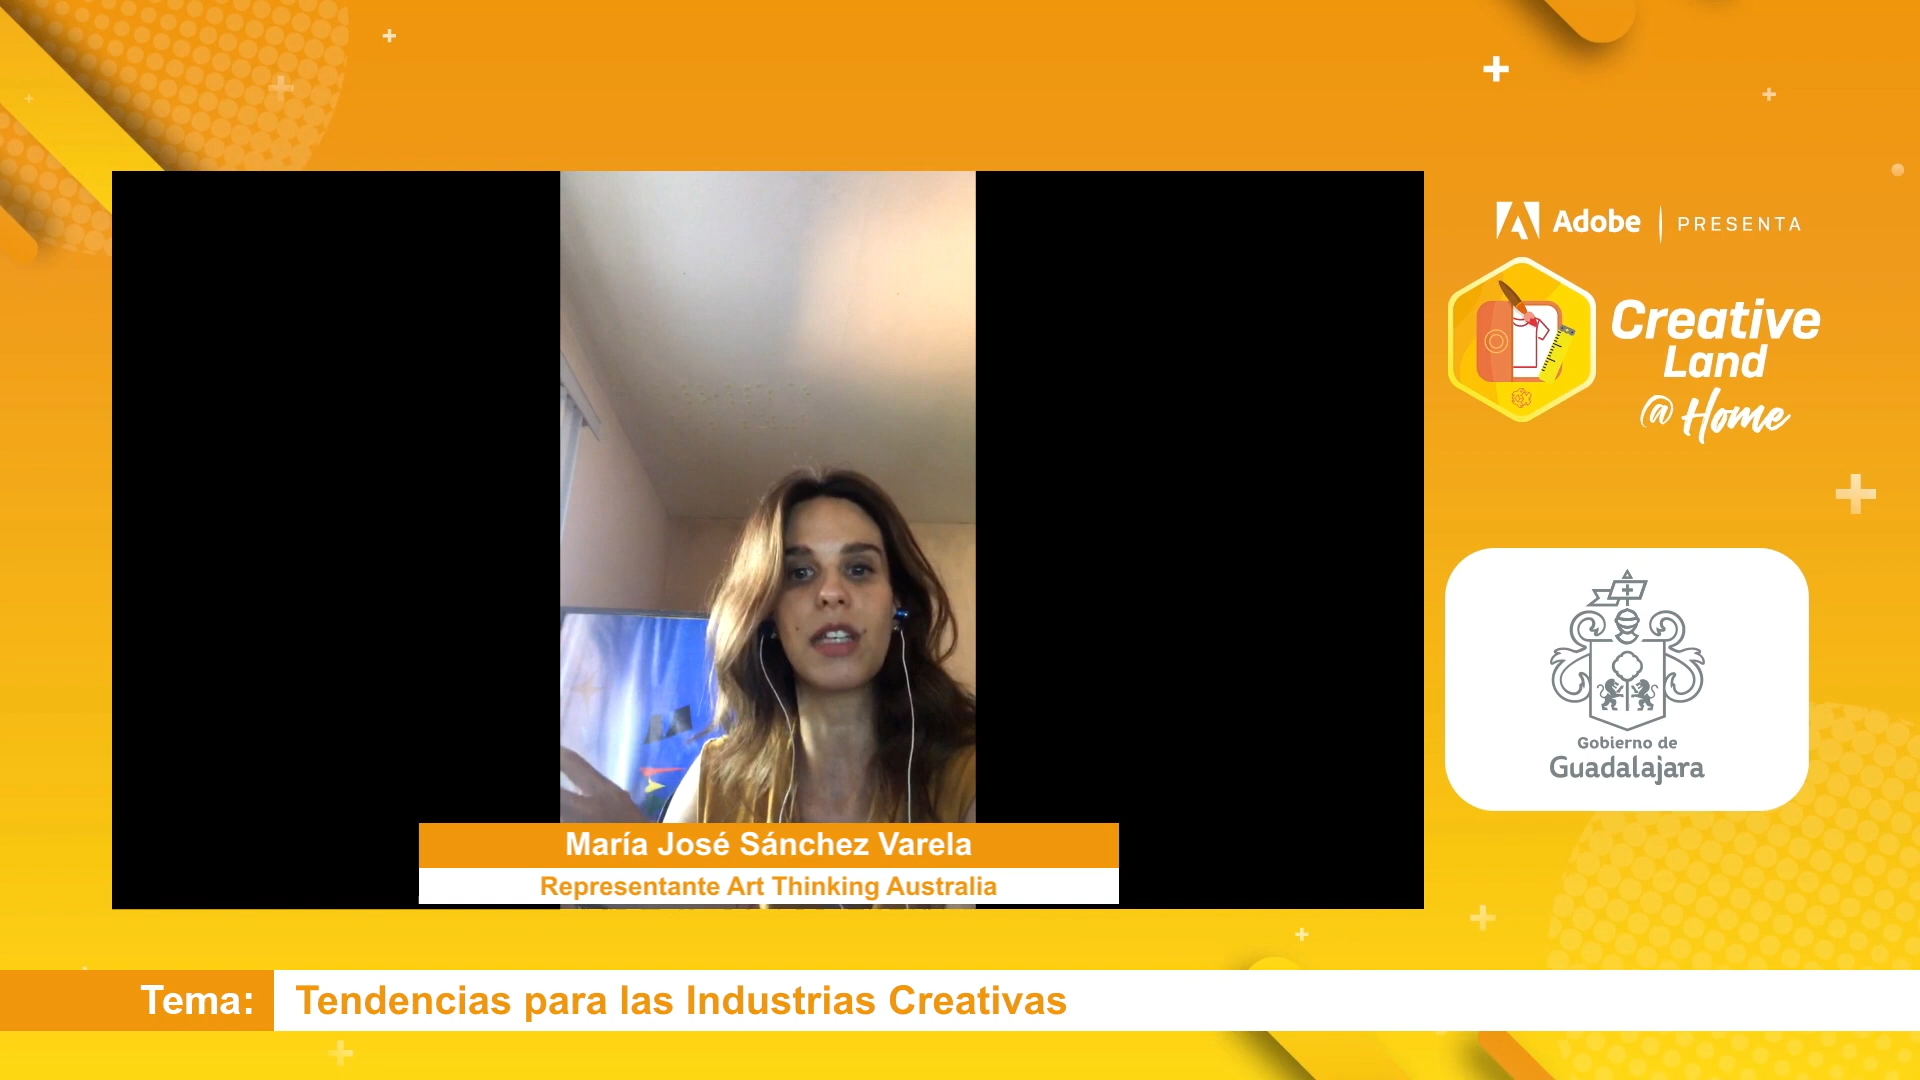 Adobe | PRESENTA
Creative
Land
@ Home
Gobierno de
Guadalajara
María José Sánchez Varela
Representante Art Thinking Australia
Tema: Tendencias para las Industrias Creativas